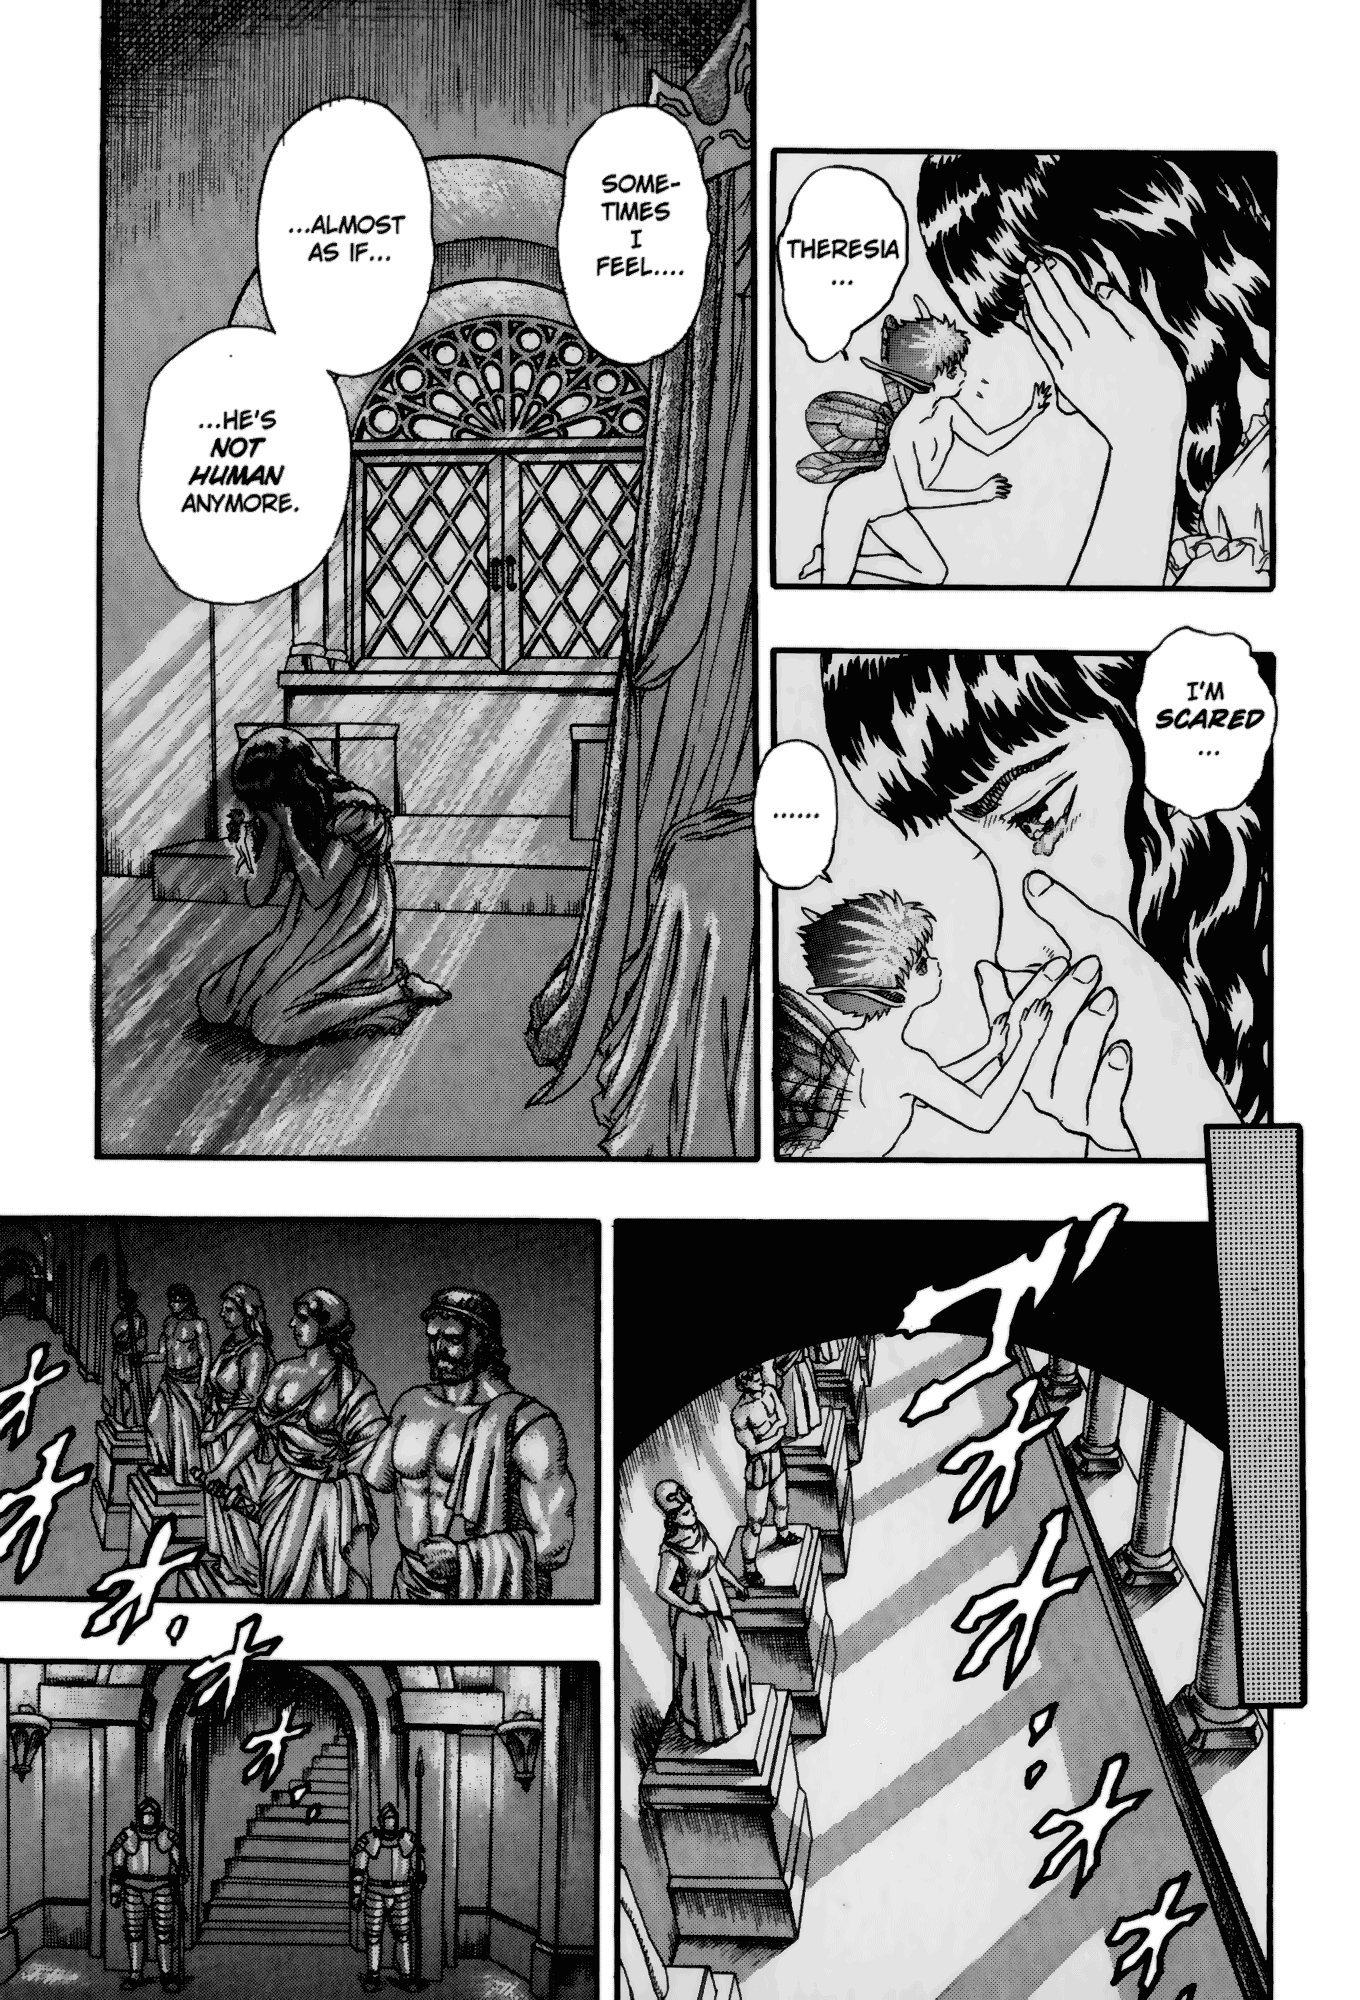 THERESIA
...
I'M
SCARED
...
......
SOME-
TIMES
I
FEEL....
...ALMOST
AS IF...
...HE'S
NOT
HUMAN
ANYMORE.
ブオオオオ
オオオオオ